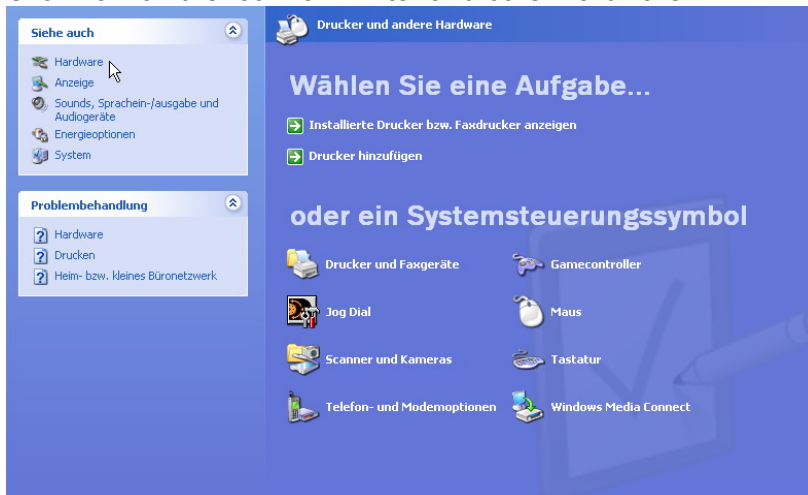 Siehe auch
Hardware
Anzeige
Sounds, Sprachein-/ausgabe und
Audiogeräte
Energieoptionen
System
Problembehandlung
Hardware
Drucken
Heim- bzw. kleines Büronetzwerk
Drucker und andere Hardware
Wählen Sie eine Aufgabe...
Installierte Drucker bzw. Faxdrucker anzeigen
Drucker hinzufügen
oder ein Systemsteuerungssymbol
Drucker und Faxgeräte
Gamecontroller
Jog Dial
Maus
Scanner und Kameras
Tastatur
Telefon- und Modemoptionen
Windows Media Connect